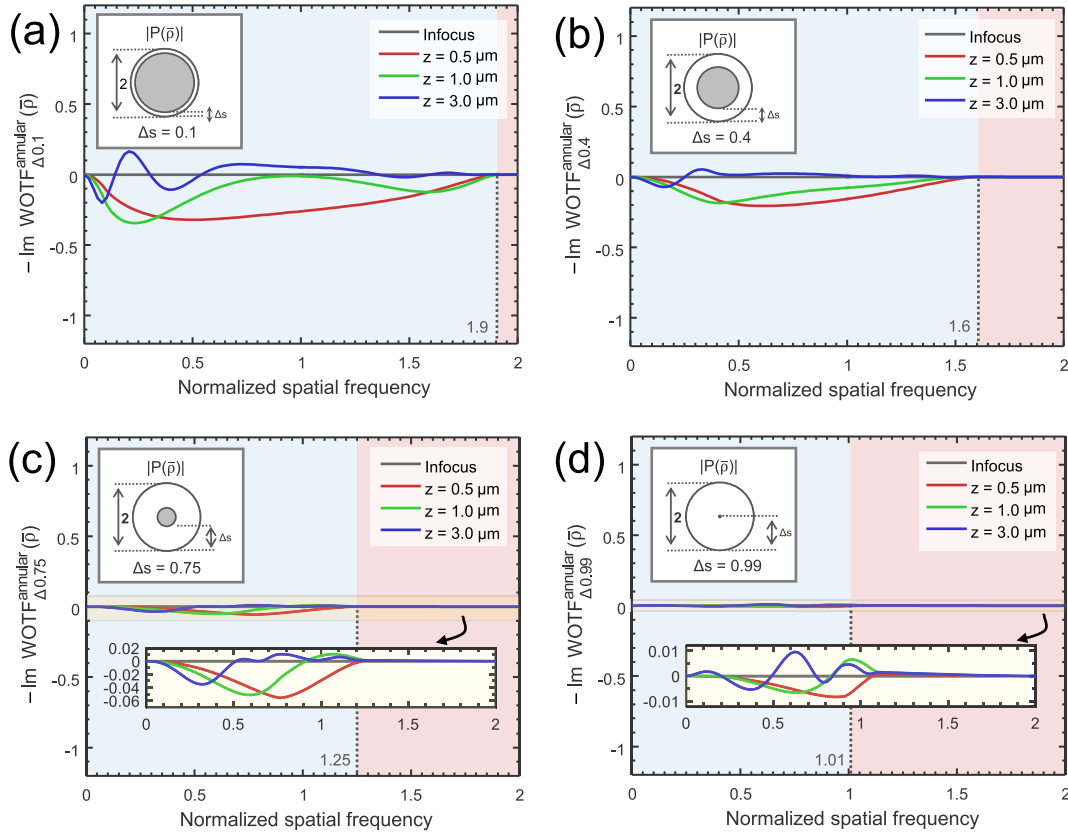 (a)
− Im WOTF^annular_Δ0.1 (ρ̄)
1
0.5
0
-0.5
-1
|P(ρ̄)|
2
Δs
Δs = 0.1
Infocus
z = 0.5 µm
z = 1.0 µm
z = 3.0 µm
1.9
0 0.5 1 1.5 2
Normalized spatial frequency
(b)
− Im WOTF^annular_Δ0.4 (ρ̄)
1
0.5
0
-0.5
-1
|P(ρ̄)|
2
Δs
Δs = 0.4
Infocus
z = 0.5 µm
z = 1.0 µm
z = 3.0 µm
1.6
0 0.5 1 1.5 2
Normalized spatial frequency
(c)
− Im WOTF^annular_Δ0.75 (ρ̄)
1
0.5
0
-0.5
-1
|P(ρ̄)|
2
Δs
Δs = 0.75
Infocus
z = 0.5 µm
z = 1.0 µm
z = 3.0 µm
0.02
0
-0.02
-0.04
-0.06
0 0.5 1 2
1.25
0 0.5 1 1.5 2
Normalized spatial frequency
(d)
− Im WOTF^annular_Δ0.99 (ρ̄)
1
0.5
0
-0.5
-1
|P(ρ̄)|
2
Δs
Δs = 0.99
Infocus
z = 0.5 µm
z = 1.0 µm
z = 3.0 µm
0.01
0
-0.01
0 0.5 1 2
1.01
0 0.5 1 1.5 2
Normalized spatial frequency